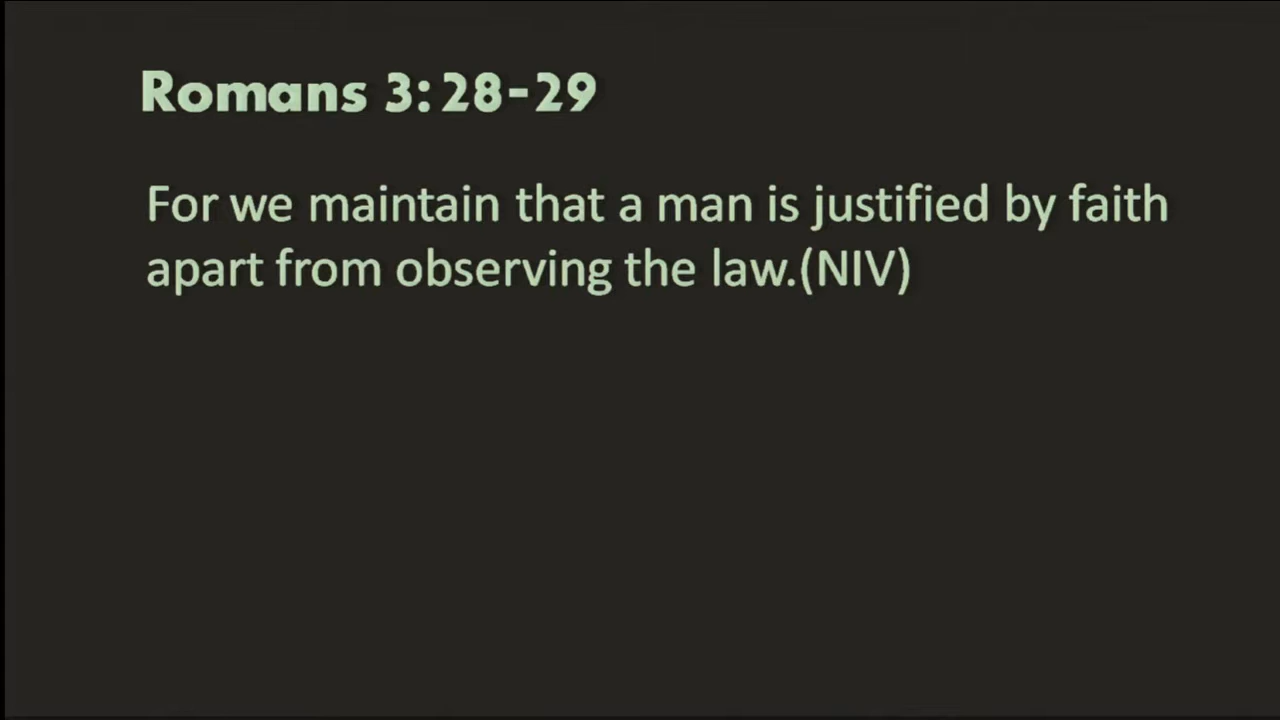 Romans 3:28-29
For we maintain that a man is justified by faith
apart from observing the law.(NIV)